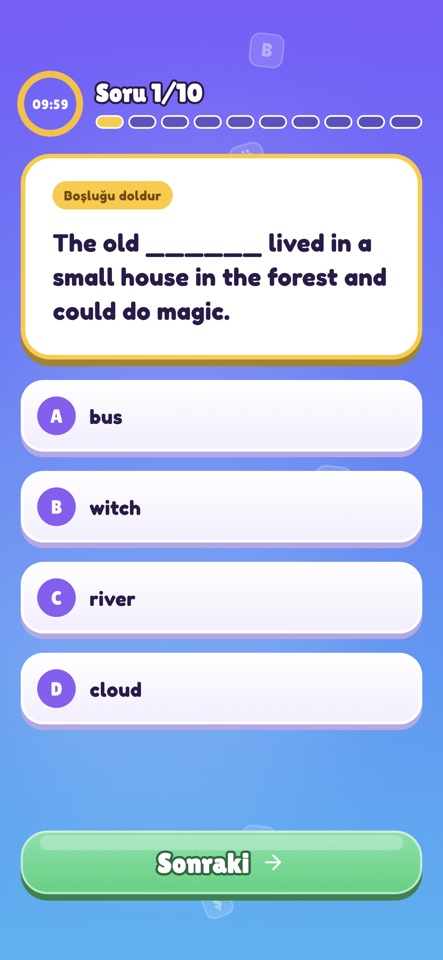 B
09:59
Soru 1/10
Boşluğu doldur
The old _______ lived in a
small house in the forest and
could do magic.
A bus
B witch
C river
D cloud
Sonraki →
$